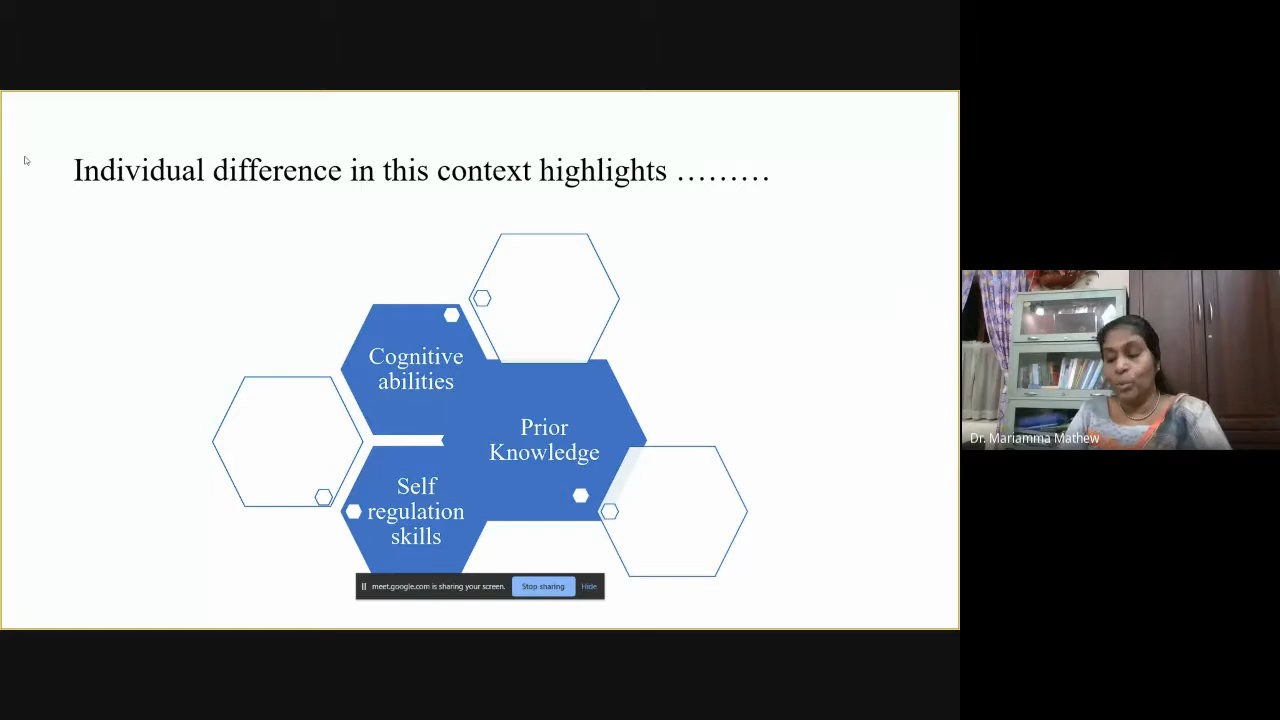 Individual difference in this context highlights ………
Cognitive
abilities
Prior
Knowledge
Self
regulation
skills
meet.google.com is sharing your screen.
Stop sharing
Hide
Dr. Mariamma Mathew